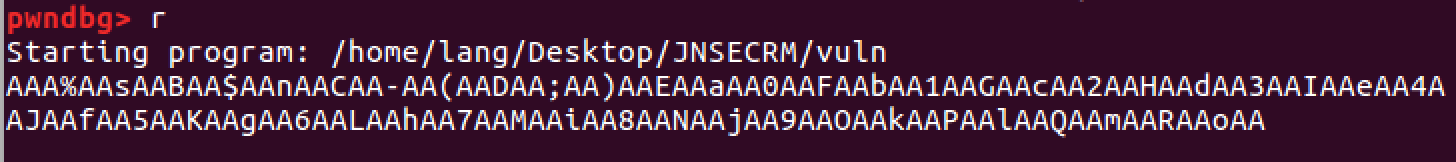 pwndbg> r
Starting program: /home/lang/Desktop/JNSECRM/vuln
AAA%AAsAABAA$AAnAACAA-AA(AADAA;AA)AAEAAaAA0AAFAAbAA1AAGAAcAA2AAHAAdAA3AAIAAeAA4A
AJAAfAA5AAKAAgAA6AALAAhAA7AAMAAiAA8AANAAjAA9AAOAAkAAPAAlAAQAAmAARAAoAA